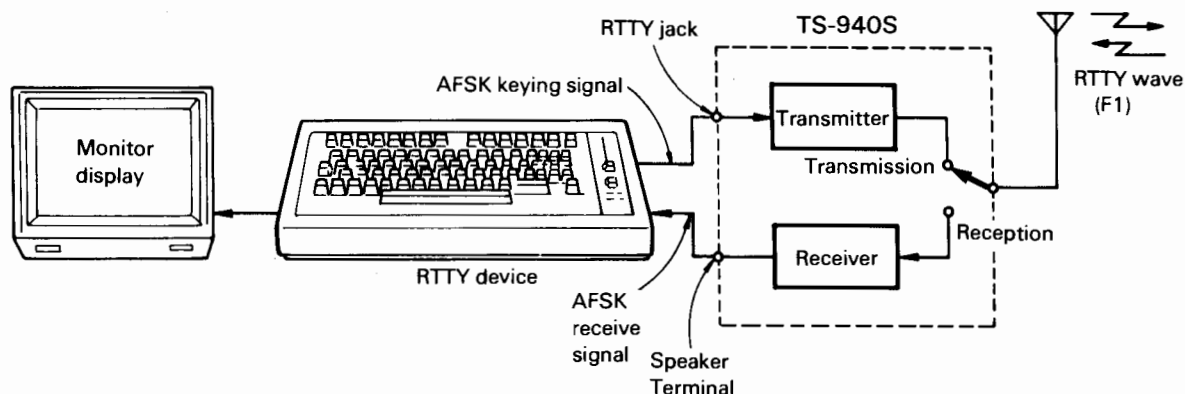 RTTY jack
TS-940S
AFSK keying signal
RTTY wave
(F1)
Monitor
display
Transmitter
Transmission
Reception
Receiver
RTTY device
AFSK
receive
signal
Speaker
Terminal